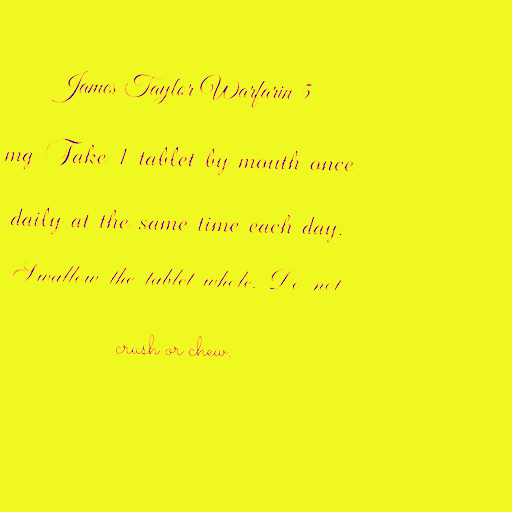 James Taylor Warfarin 5
mg Take 1 tablet by mouth once
daily at the same time each day.
Swallow the tablet whole. Do not
crush or chew.